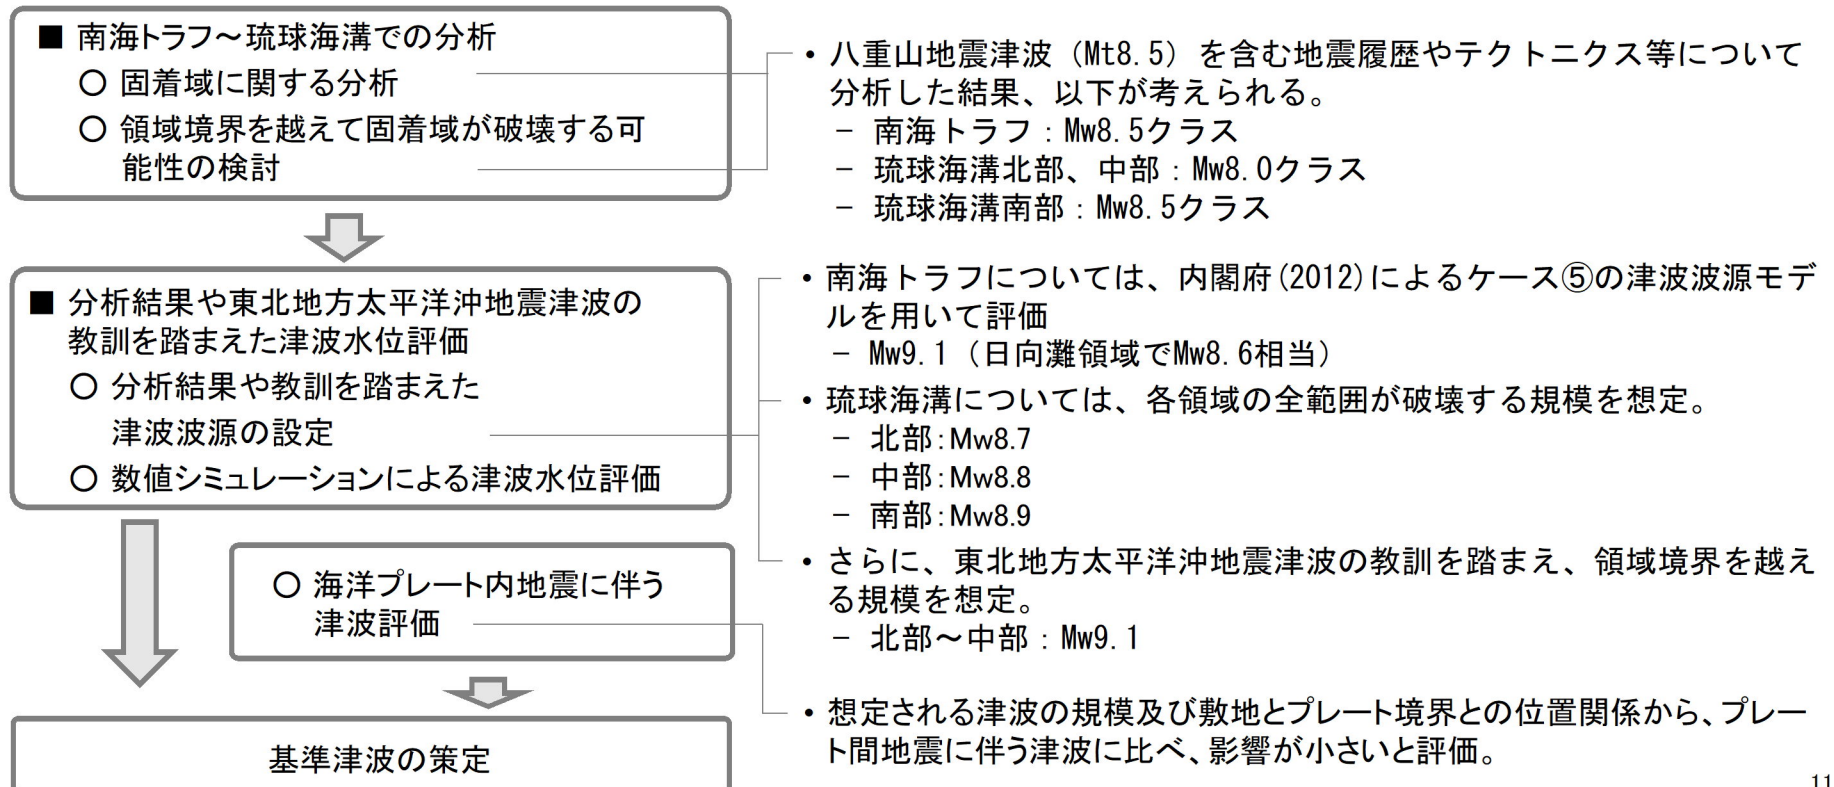 ■ 南海トラフ～琉球海溝での分析
○ 固着域に関する分析
○ 領域境界を越えて固着域が破壊する可
能性の検討
・八重山地震津波（Mt8.5）を含む地震履歴やテクトニクス等について
分析した結果、以下が考えられる。
− 南海トラフ：Mw8.5クラス
− 琉球海溝北部、中部：Mw8.0クラス
− 琉球海溝南部：Mw8.5クラス
■ 分析結果や東北地方太平洋沖地震津波の
教訓を踏まえた津波水位評価
○ 分析結果や教訓を踏まえた
津波波源の設定
○ 数値シミュレーションによる津波水位評価
・南海トラフについては、内閣府(2012)によるケース⑤の津波波源モデ
ルを用いて評価
− Mw9.1（日向灘領域でMw8.6相当）
・琉球海溝については、各領域の全範囲が破壊する規模を想定。
− 北部：Mw8.7
− 中部：Mw8.8
− 南部：Mw8.9
・さらに、東北地方太平洋沖地震津波の教訓を踏まえ、領域境界を越え
る規模を想定。
− 北部～中部：Mw9.1
○ 海洋プレート内地震に伴う
津波評価
・想定される津波の規模及び敷地とプレート境界との位置関係から、プレー
ト間地震に伴う津波に比べ、影響が小さいと評価。
基準津波の策定
11